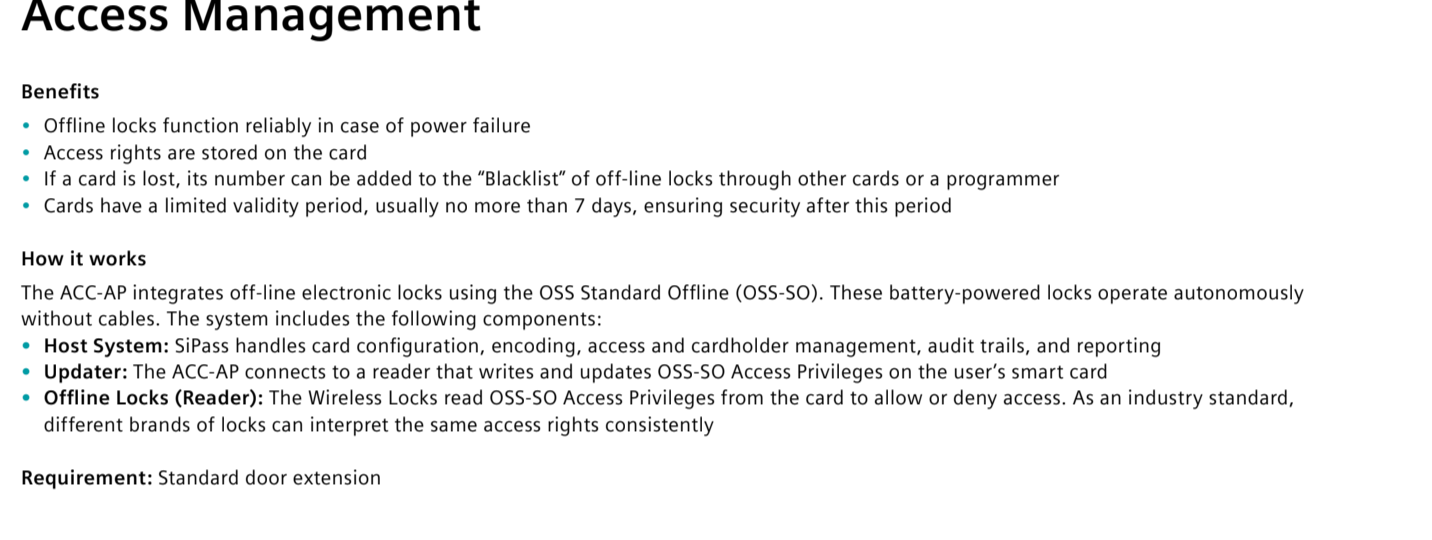 Access Management
Benefits
• Offline locks function reliably in case of power failure
• Access rights are stored on the card
• If a card is lost, its number can be added to the “Blacklist” of off-line locks through other cards or a programmer
• Cards have a limited validity period, usually no more than 7 days, ensuring security after this period
How it works
The ACC-AP integrates off-line electronic locks using the OSS Standard Offline (OSS-SO). These battery-powered locks operate autonomously
without cables. The system includes the following components:
• Host System: SiPass handles card configuration, encoding, access and cardholder management, audit trails, and reporting
• Updater: The ACC-AP connects to a reader that writes and updates OSS-SO Access Privileges on the user’s smart card
• Offline Locks (Reader): The Wireless Locks read OSS-SO Access Privileges from the card to allow or deny access. As an industry standard,
different brands of locks can interpret the same access rights consistently
Requirement: Standard door extension